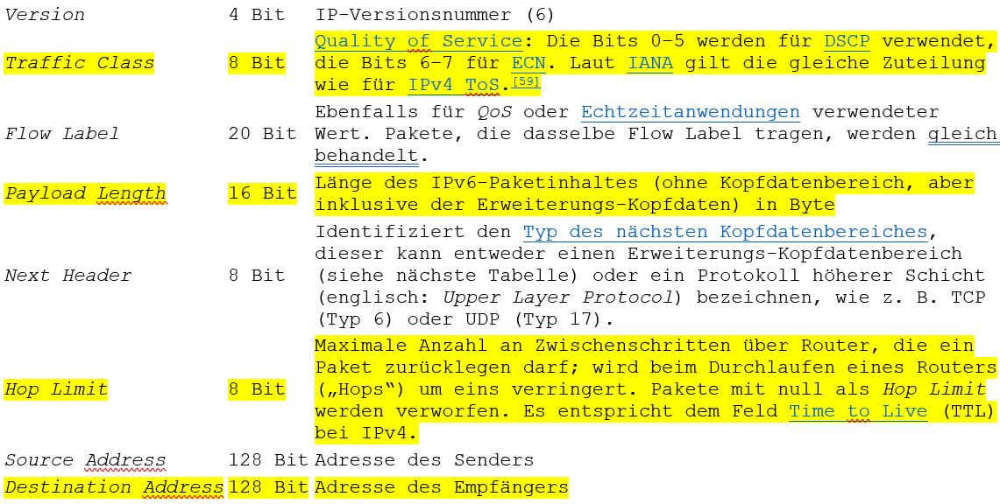 Version 4 Bit IP-Versionsnummer (6)
Quality of Service: Die Bits 0-5 werden für DSCP verwendet,
Traffic Class 8 Bit die Bits 6-7 für ECN. Laut IANA gilt die gleiche Zuteilung
wie für IPv4 ToS.[59]
Ebenfalls für QoS oder Echtzeitanwendungen verwendeter
Flow Label 20 Bit Wert. Pakete, die dasselbe Flow Label tragen, werden gleich
behandelt.
Payload Length 16 Bit Länge des IPv6-Paketinhaltes (ohne Kopfdatenbereich, aber
inklusive der Erweiterungs-Kopfdaten) in Byte
Identifiziert den Typ des nächsten Kopfdatenbereiches,
dieser kann entweder einen Erweiterungs-Kopfdatenbereich
Next Header 8 Bit (siehe nächste Tabelle) oder ein Protokoll höherer Schicht
(englisch: Upper Layer Protocol) bezeichnen, wie z. B. TCP
(Typ 6) oder UDP (Typ 17).
Maximale Anzahl an Zwischenschritten über Router, die ein
Paket zurücklegen darf; wird beim Durchlaufen eines Routers
Hop Limit 8 Bit („Hops“) um eins verringert. Pakete mit null als Hop Limit
werden verworfen. Es entspricht dem Feld Time to Live (TTL)
bei IPv4.
Source Address 128 Bit Adresse des Senders
Destination Address 128 Bit Adresse des Empfängers